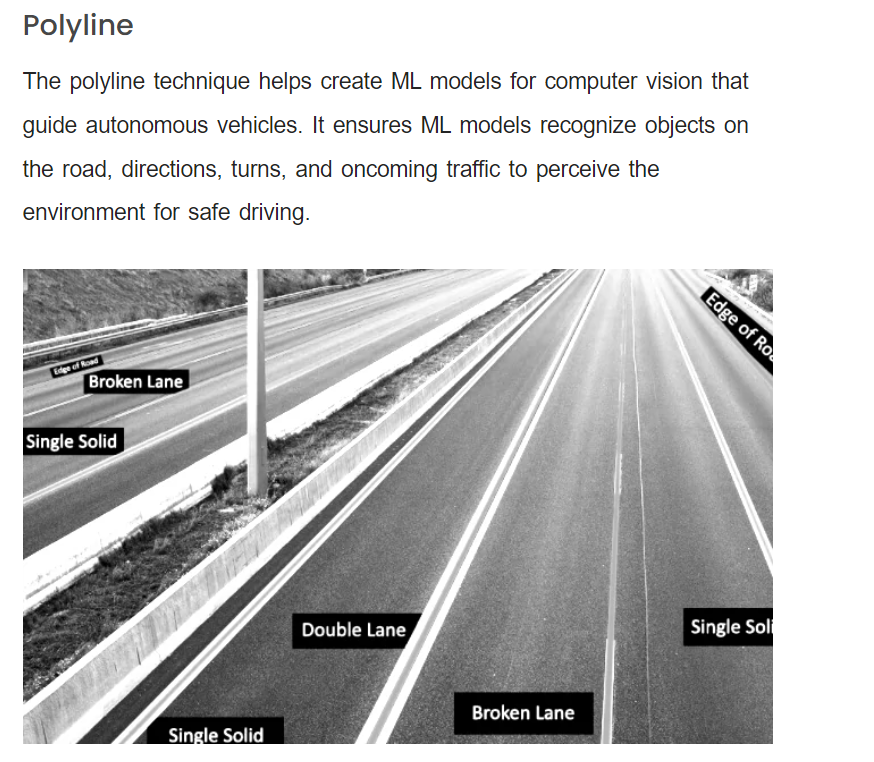 Polyline
The polyline technique helps create ML models for computer vision that
guide autonomous vehicles. It ensures ML models recognize objects on
the road, directions, turns, and oncoming traffic to perceive the
environment for safe driving.
Edge of Road
Broken Lane
Single Solid
Edge of
Double Lane
Single
Broken Lane
Single Solid